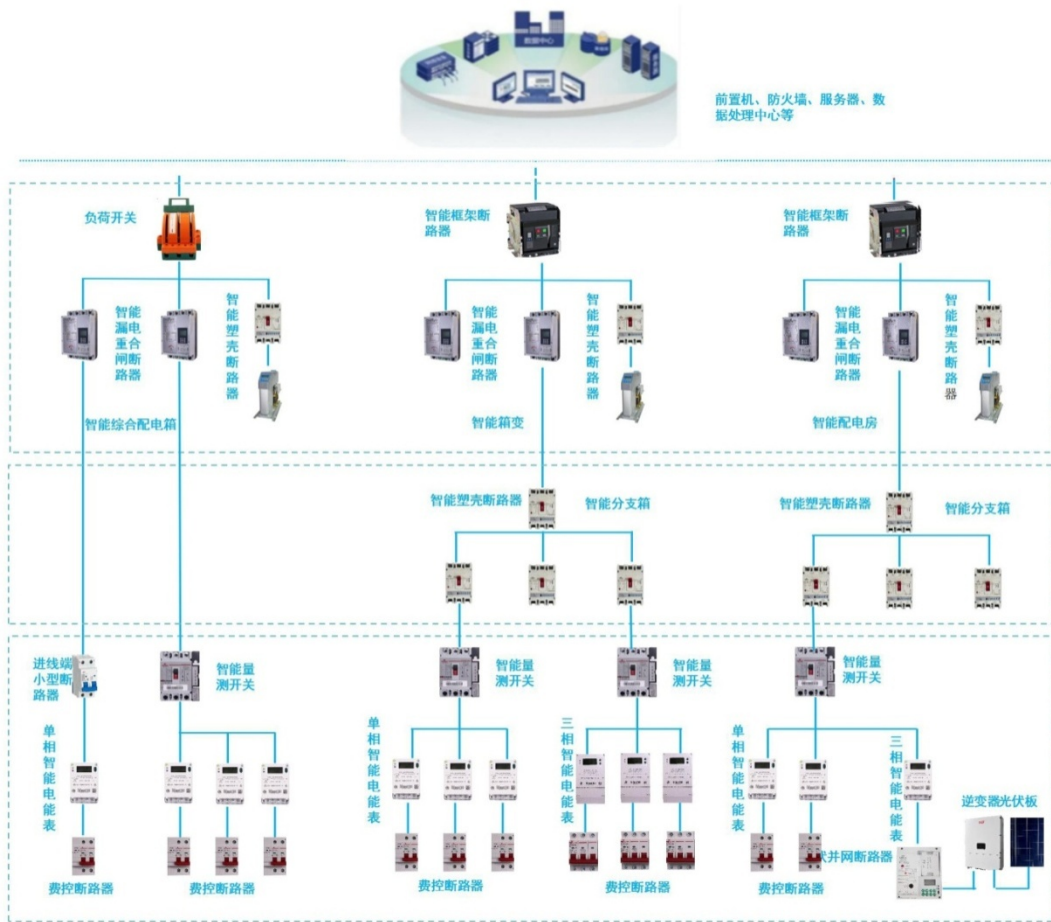 数据中心
前置机、防火墙、服务器、数
据处理中心等
负荷开关
智能框架断
路器
智能框架断
路器
智能漏电重合闸断路器
智能塑壳断路器
智能漏电重合闸断路器
智能塑壳断路器
智能漏电重合闸断路器
智能塑壳断路器
智能综合配电箱
智能箱变
智能配电房
智能塑壳断路器
智能分支箱
智能塑壳断路器
智能分支箱
进线端
小型断
路器
智能量
测开关
智能量
测开关
智能量
测开关
智能量
测开关
单相智能电能表
单相智能电能表
三相智能电能表
单相智能电能表
三相智能电能表
逆变器光伏板
伏并网断路器
费控断路器
费控断路器
费控断路器
费控断路器
费控断路器